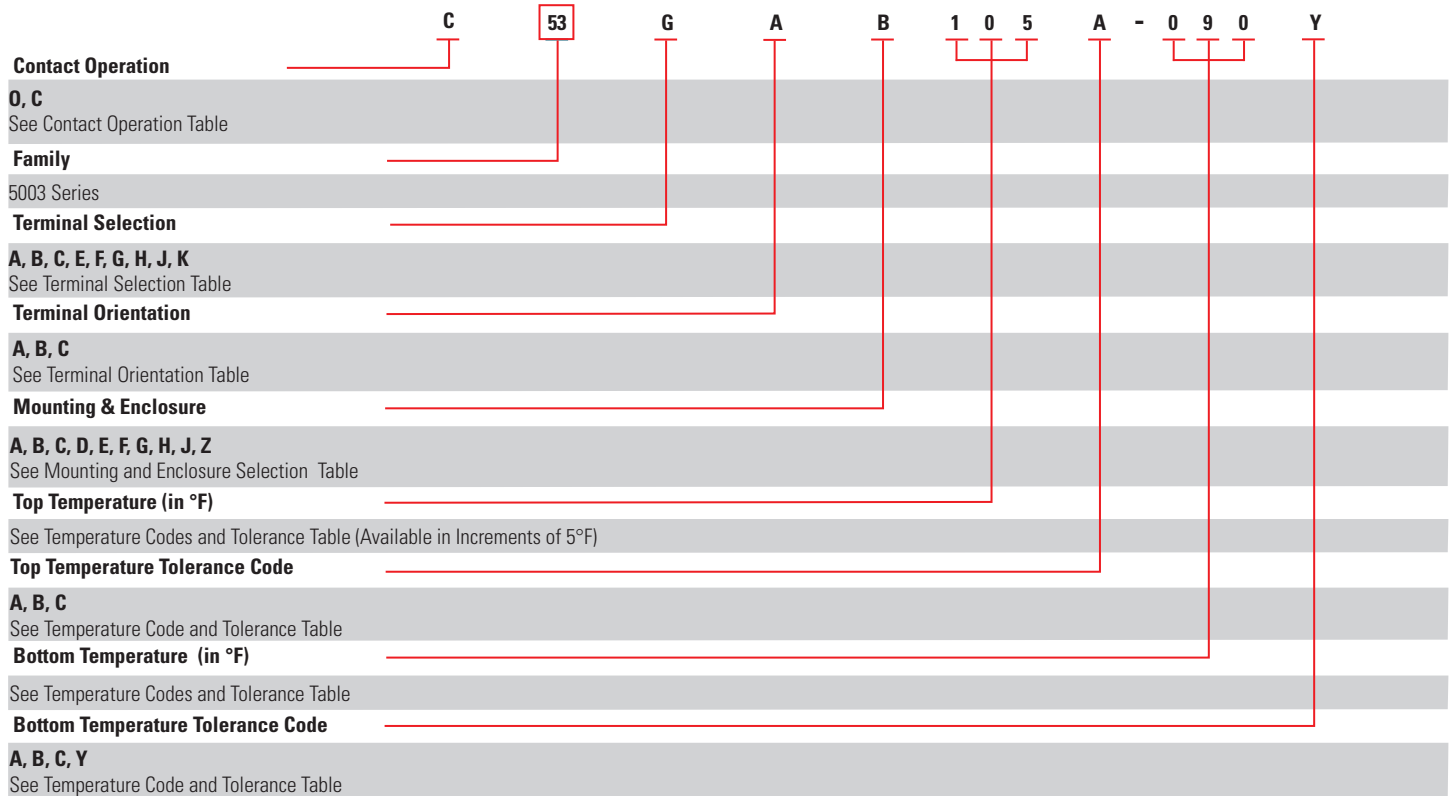 C 53 G A B 1 0 5 A - 0 9 0 Y
Contact Operation
O, C
See Contact Operation Table
Family
5003 Series
Terminal Selection
A, B, C, E, F, G, H, J, K
See Terminal Selection Table
Terminal Orientation
A, B, C
See Terminal Orientation Table
Mounting & Enclosure
A, B, C, D, E, F, G, H, J, Z
See Mounting and Enclosure Selection Table
Top Temperature (in °F)
See Temperature Codes and Tolerance Table (Available in Increments of 5°F)
Top Temperature Tolerance Code
A, B, C
See Temperature Code and Tolerance Table
Bottom Temperature (in °F)
See Temperature Codes and Tolerance Table
Bottom Temperature Tolerance Code
A, B, C, Y
See Temperature Code and Tolerance Table